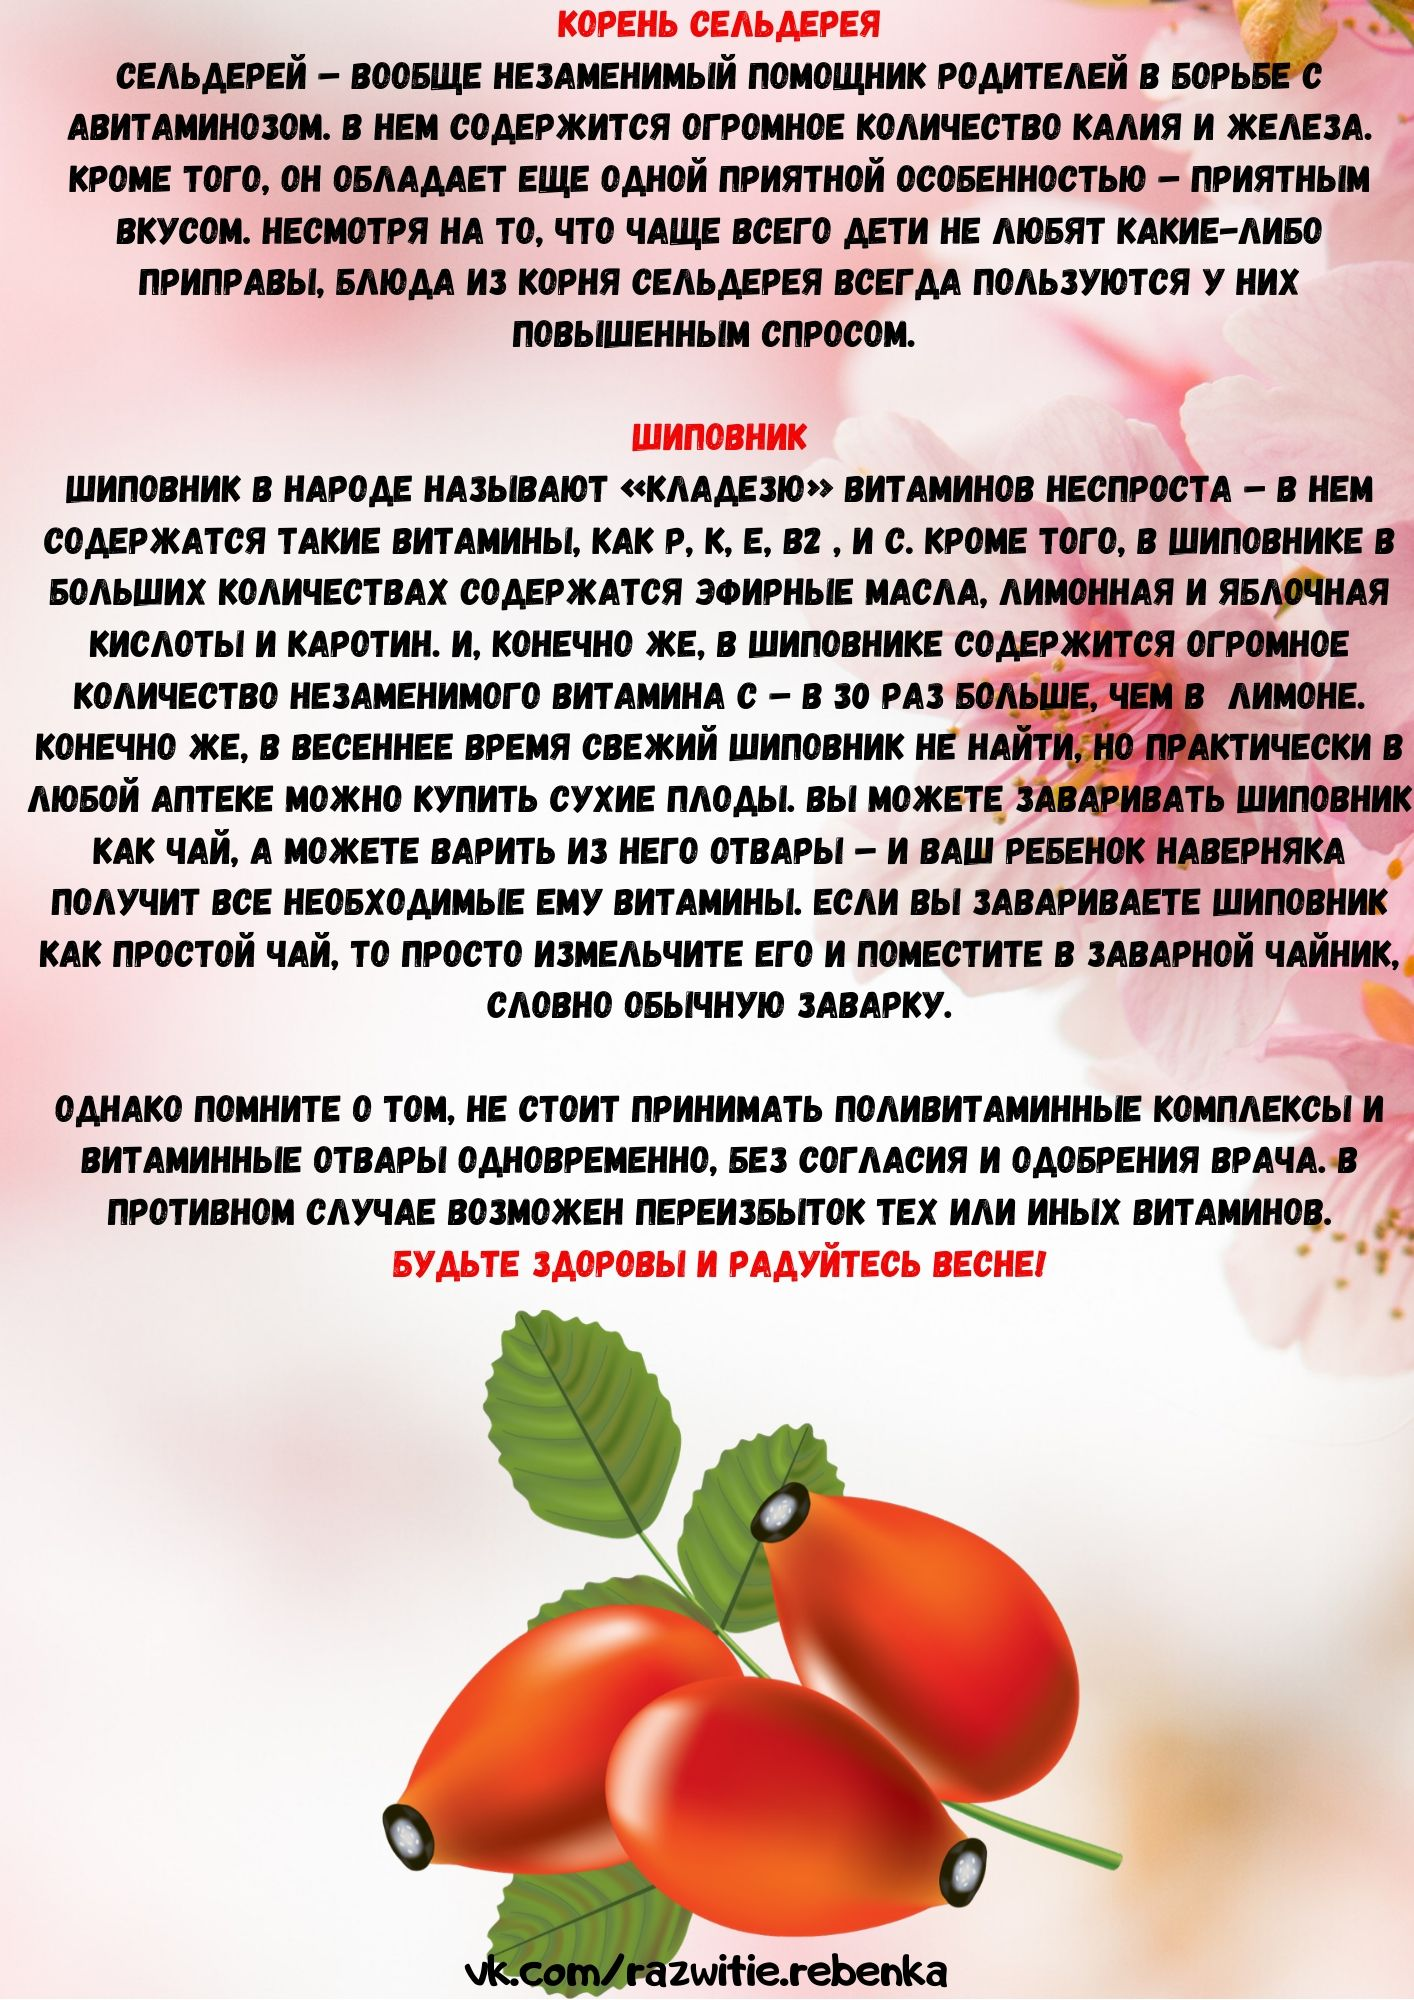 КОРЕНЬ СЕЛЬДЕРЕЯ
СЕЛЬДЕРЕЙ – ВООБЩЕ НЕЗАМЕНИМЫЙ ПОМОЩНИК РОДИТЕЛЕЙ В БОРЬБЕ С
АВИТАМИНОЗОМ. В НЕМ СОДЕРЖИТСЯ ОГРОМНОЕ КОЛИЧЕСТВО КАЛИЯ И ЖЕЛЕЗА.
КРОМЕ ТОГО, ОН ОБЛАДАЕТ ЕЩЕ ОДНОЙ ПРИЯТНОЙ ОСОБЕННОСТЬЮ – ПРИЯТНЫМ
ВКУСОМ. НЕСМОТРЯ НА ТО, ЧТО ЧАЩЕ ВСЕГО ДЕТИ НЕ ЛЮБЯТ КАКИЕ-ЛИБО
ПРИПРАВЫ, БЛЮДА ИЗ КОРНЯ СЕЛЬДЕРЕЯ ВСЕГДА ПОЛЬЗУЮТСЯ У НИХ
ПОВЫШЕННЫМ СПРОСОМ.
ШИПОВНИК
ШИПОВНИК В НАРОДЕ НАЗЫВАЮТ «КЛАДЕЗЮ» ВИТАМИНОВ НЕСПРОСТА – В НЕМ
СОДЕРЖАТСЯ ТАКИЕ ВИТАМИНЫ, КАК Р, К, Е, В2 , И С. КРОМЕ ТОГО, В ШИПОВНИКЕ В
БОЛЬШИХ КОЛИЧЕСТВАХ СОДЕРЖАТСЯ ЭФИРНЫЕ МАСЛА, ЛИМОННАЯ И ЯБЛОЧНАЯ
КИСЛОТЫ И КАРОТИН. И, КОНЕЧНО ЖЕ, В ШИПОВНИКЕ СОДЕРЖИТСЯ ОГРОМНОЕ
КОЛИЧЕСТВО НЕЗАМЕНИМОГО ВИТАМИНА С – В 30 РАЗ БОЛЬШЕ, ЧЕМ В ЛИМОНЕ.
КОНЕЧНО ЖЕ, В ВЕСЕННЕЕ ВРЕМЯ СВЕЖИЙ ШИПОВНИК НЕ НАЙТИ, НО ПРАКТИЧЕСКИ В
ЛЮБОЙ АПТЕКЕ МОЖНО КУПИТЬ СУХИЕ ПЛОДЫ. ВЫ МОЖЕТЕ ЗАВАРИВАТЬ ШИПОВНИК
КАК ЧАЙ, А МОЖЕТЕ ВАРИТЬ ИЗ НЕГО ОТВАРЫ – И ВАШ РЕБЕНОК НАВЕРНЯКА
ПОЛУЧИТ ВСЕ НЕОБХОДИМЫЕ ЕМУ ВИТАМИНЫ. ЕСЛИ ВЫ ЗАВАРИВАЕТЕ ШИПОВНИК
КАК ПРОСТОЙ ЧАЙ, ТО ПРОСТО ИЗМЕЛЬЧИТЕ ЕГО И ПОМЕСТИТЕ В ЗАВАРНОЙ ЧАЙНИК,
СЛОВНО ОБЫЧНУЮ ЗАВАРКУ.
ОДНАКО ПОМНИТЕ О ТОМ, НЕ СТОИТ ПРИНИМАТЬ ПОЛИВИТАМИННЫЕ КОМПЛЕКСЫ И
ВИТАМИННЫЕ ОТВАРЫ ОДНОВРЕМЕННО, БЕЗ СОГЛАСИЯ И ОДОБРЕНИЯ ВРАЧА. В
ПРОТИВНОМ СЛУЧАЕ ВОЗМОЖЕН ПЕРЕИЗБЫТОК ТЕХ ИЛИ ИНЫХ ВИТАМИНОВ.
БУДЬТЕ ЗДОРОВЫ И РАДУЙТЕСЬ ВЕСНЕ!
vk.com/razwitie.rebenka